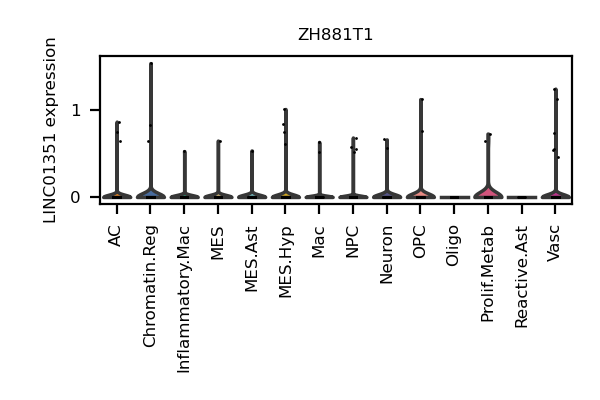 ZH881T1
LINC01351 expression
1
0
AC
Chromatin.Reg
Inflammatory.Mac
MES
MES.Ast
MES.Hyp
Mac
NPC
Neuron
OPC
Oligo
Prolif.Metab
Reactive.Ast
Vasc